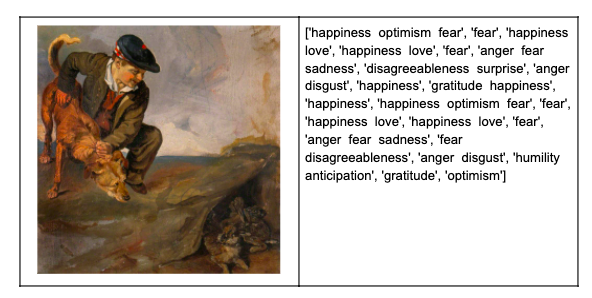 ['happiness  optimism  fear', 'fear', 'happiness
love', 'happiness  love', 'fear', 'anger  fear
sadness', 'disagreeableness  surprise', 'anger
disgust', 'happiness', 'gratitude  happiness',
'happiness', 'happiness  optimism  fear', 'fear',
'happiness  love', 'happiness  love', 'fear',
'anger  fear  sadness', 'fear
disagreeableness', 'anger  disgust', 'humility
anticipation', 'gratitude', 'optimism']